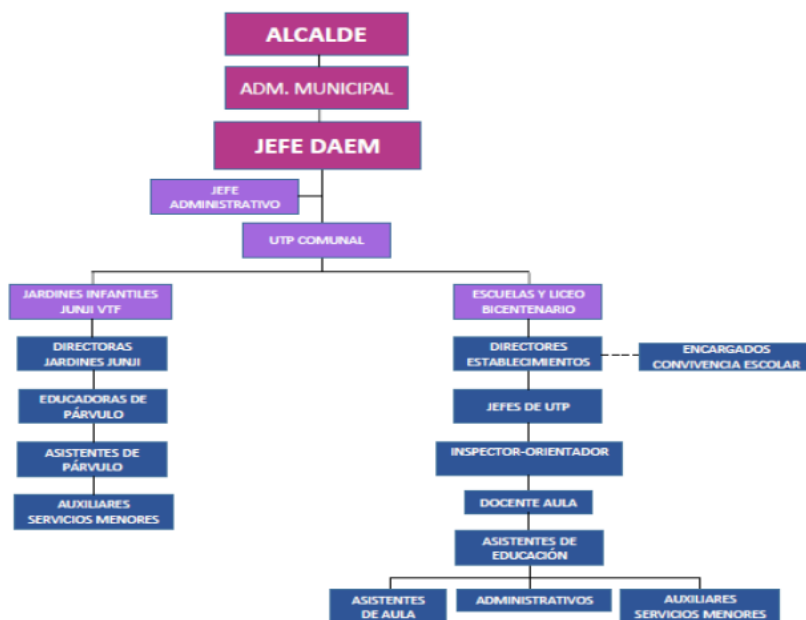 ALCALDE
ADM. MUNICIPAL
JEFE DAEM
JEFE
ADMINISTRATIVO
UTP COMUNAL
JARDINES INFANTILES
JUNJI VTF
DIRECTORAS
JARDINES JUNJI
EDUCADORAS DE
PÁRVULO
ASISTENTES DE
PÁRVULO
AUXILIARES
SERVICIOS MENORES
ESCUELAS Y LICEO
BICENTENARIO
DIRECTORES
ESTABLECIMIENTOS
ENCARGADOS
CONVIVENCIA ESCOLAR
JEFES DE UTP
INSPECTOR-ORIENTADOR
DOCENTE AULA
ASISTENTES DE
EDUCACIÓN
ASISTENTES
DE AULA
ADMINISTRATIVOS
AUXILIARES
SERVICIOS MENORES